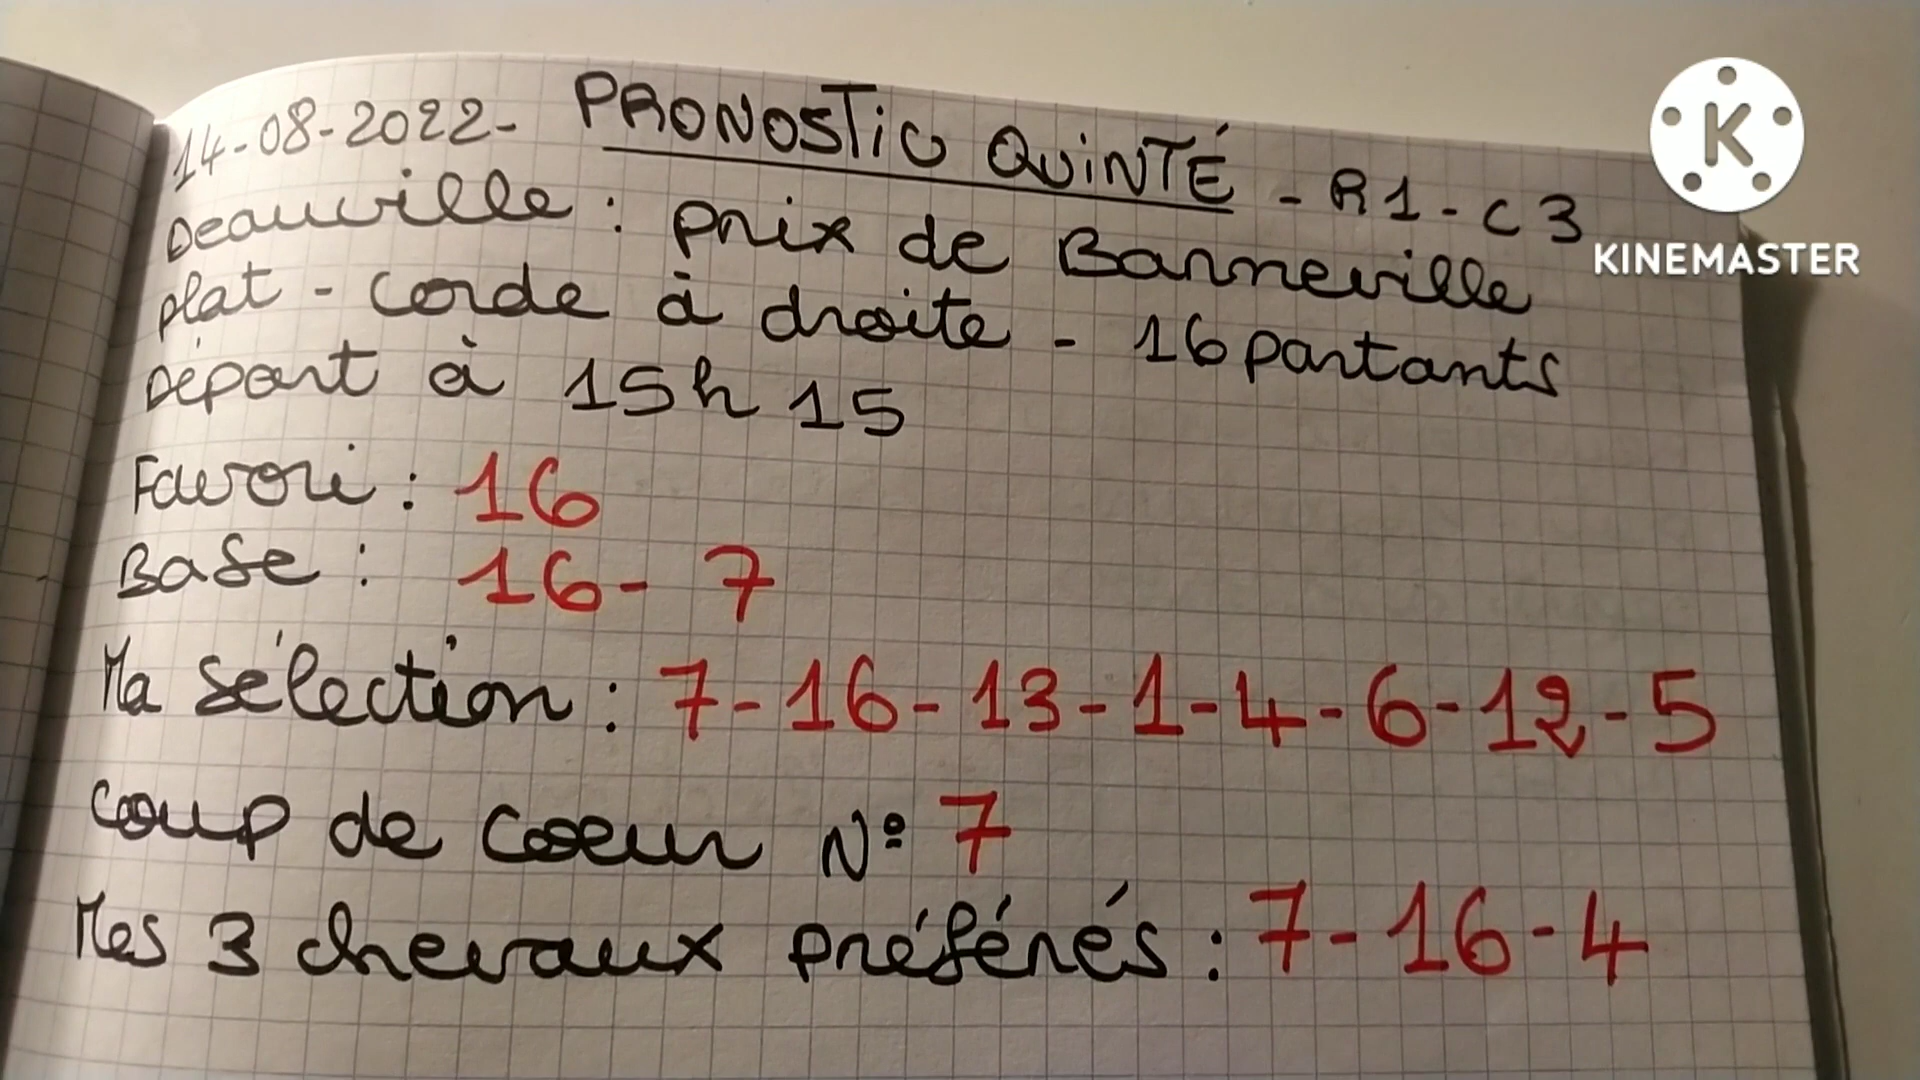 14-08-2022- PRONOSTIC QUINTÉ - R1 - C3
Deauville : prix de Banneville
plat - corde à droite - 16 partants
Départ à 15h15
Favori : 16
Base : 16 - 7
Ma sélection : 7 - 16 - 13 - 1 - 4 - 6 - 12 - 5
Coup de coeur N° 7
Mes 3 chevaux préférés : 7 - 16 - 4
K
KINEMASTER